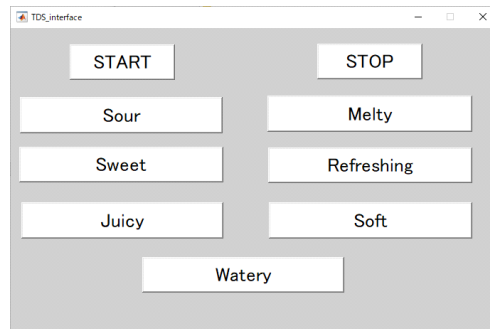 TDS_interface
START STOP
Sour Melty
Sweet Refreshing
Juicy Soft
Watery